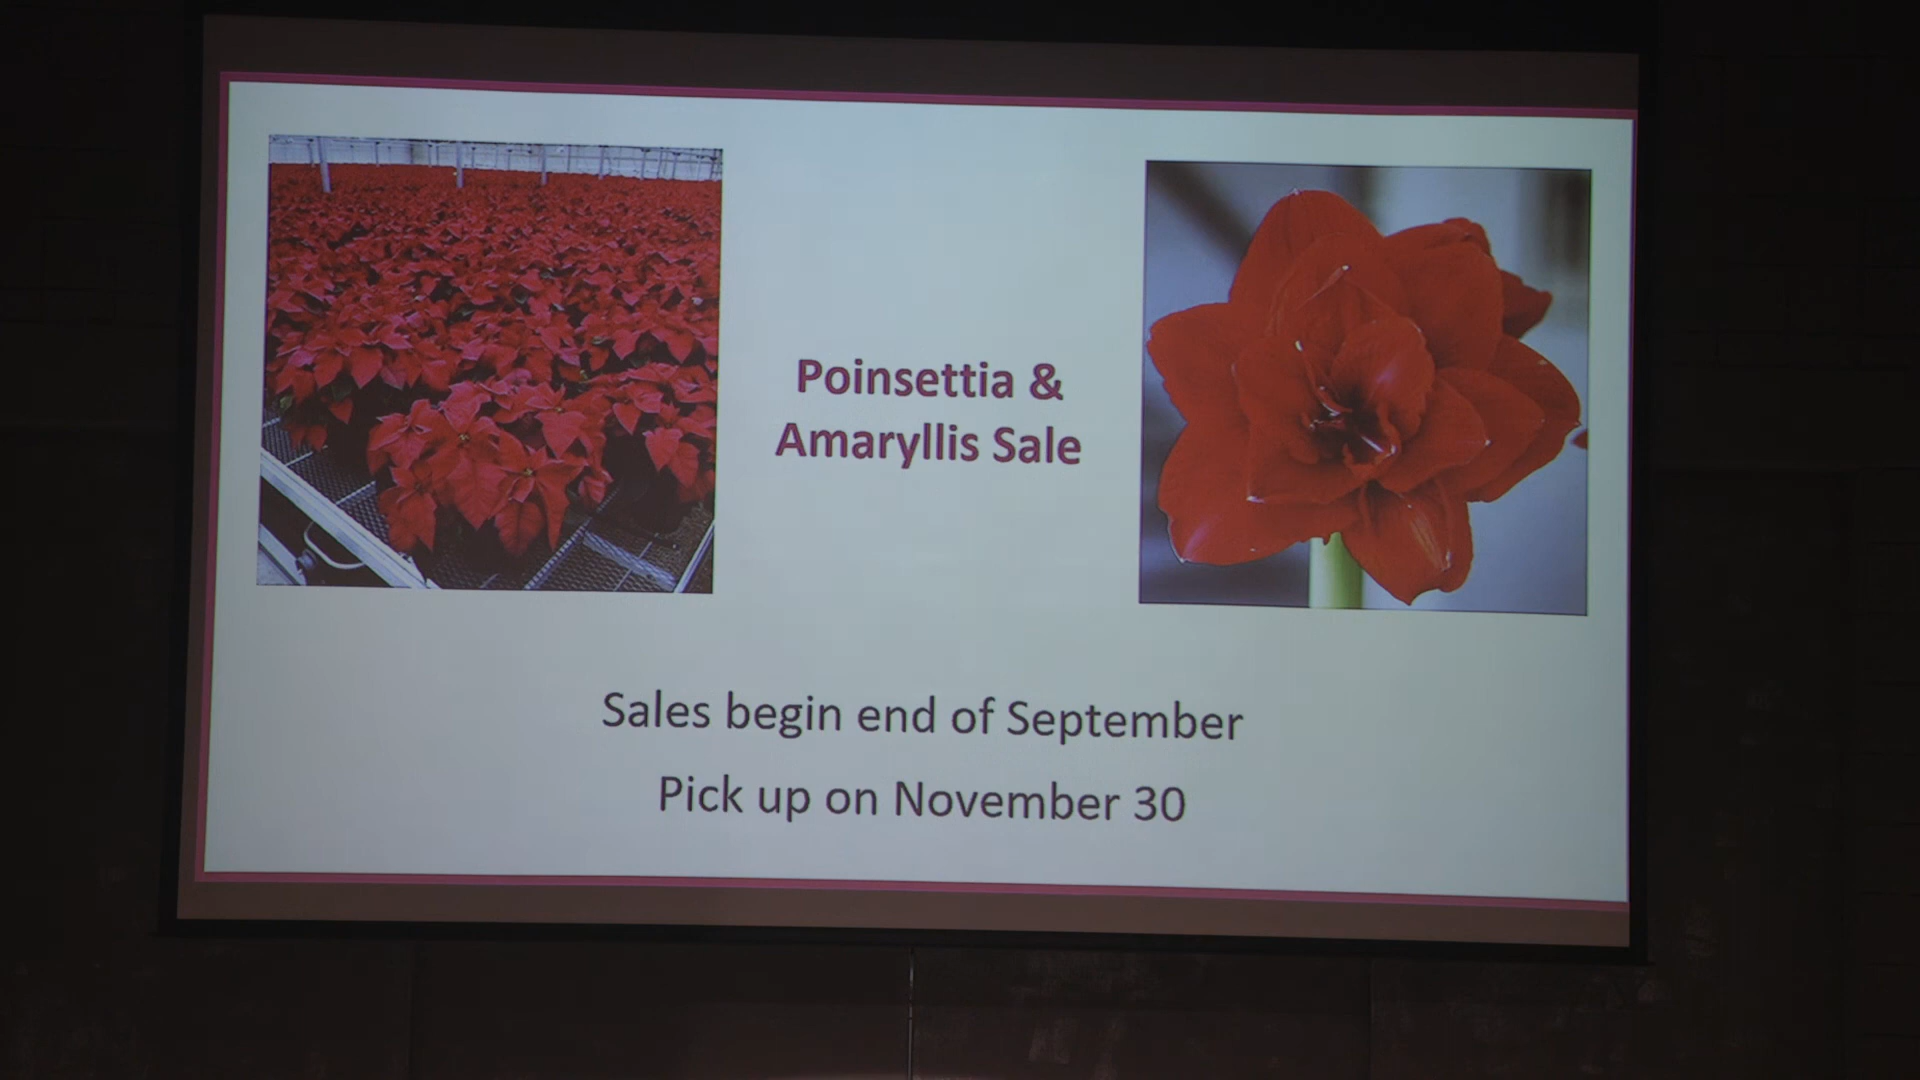 Poinsettia &
Amaryllis Sale
Sales begin end of September
Pick up on November 30